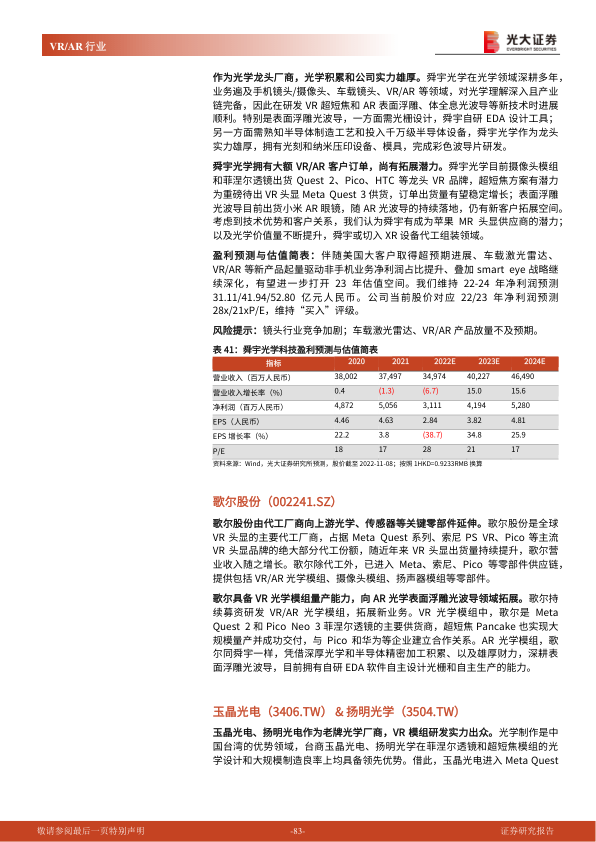 VR/AR 行业
光大证券
EVERBRIGHT SECURITIES
作为光学龙头厂商，光学积累和公司实力雄厚。舜宇光学在光学领域深耕多年，
业务遍及手机镜头/摄像头、车载镜头、VR/AR 等领域，对光学理解深入且产业
链完备，因此在研发 VR 超短焦和 AR 表面浮雕、体全息光波导等新技术时进展
顺利。特别是表面浮雕光波导，一方面需光栅设计，舜宇自研 EDA 设计工具；
另一方面需熟知半导体制造工艺和投入千万级半导体设备，舜宇光学作为龙头
实力雄厚，拥有光刻和纳米压印设备、模具，完成彩色波导片研发。
舜宇光学拥有大额 VR/AR 客户订单，尚有拓展潜力。舜宇光学目前摄像头模组
和菲涅尔透镜出货 Quest 2、Pico、HTC 等龙头 VR 品牌，超短焦方案有潜力
为重磅待出 VR 头显 Meta Quest 3 供货，订单出货量有望稳定增长；表面浮雕
光波导目前出货小米 AR 眼镜，随 AR 光波导的持续落地，仍有新客户拓展空间。
考虑到技术优势和客户关系，我们认为舜宇有成为苹果 MR 头显供应商的潜力；
以及光学价值量不断提升，舜宇或切入 XR 设备代工组装领域。
盈利预测与估值简表：伴随美国大客户取得超预期进展、车载激光雷达、
VR/AR 等新产品起量驱动非手机业务净利润占比提升、叠加 smart eye 战略继
续深化，有望进一步打开 23 年估值空间。我们维持 22-24 年净利润预测
31.11/41.94/52.80 亿元人民币。公司当前股价对应 22/23 年净利润预测
28x/21xP/E，维持“买入”评级。
风险提示：镜头行业竞争加剧；车载激光雷达、VR/AR 产品放量不及预期。
表 41：舜宇光学科技盈利预测与估值简表
指标 2020 2021 2022E 2023E 2024E
营业收入（百万人民币） 38,002 37,497 34,974 40,227 46,490
营业收入增长率（%） 0.4 (1.3) (6.7) 15.0 15.6
净利润（百万人民币） 4,872 5,056 3,111 4,194 5,280
EPS（人民币） 4.46 4.63 2.84 3.82 4.81
EPS 增长率（%） 22.2 3.8 (38.7) 34.8 25.9
P/E 18 17 28 21 17
资料来源：Wind，光大证券研究所预测，股价截至 2022-11-08；按照 1HKD=0.9233RMB 换算
歌尔股份（002241.SZ）
歌尔股份由代工厂商向上游光学、传感器等关键零部件延伸。歌尔股份是全球
VR 头显的主要代工厂商，占据 Meta Quest 系列、索尼 PS VR、Pico 等主流
VR 头显品牌的绝大部分代工份额，随近年来 VR 头显出货量持续提升，歌尔营
业收入随之增长。歌尔除代工外，已进入 Meta、索尼、Pico 等零部件供应链，
提供包括 VR/AR 光学模组、摄像头模组、扬声器模组等零部件。
歌尔具备 VR 光学模组量产能力，向 AR 光学表面浮雕光波导领域拓展。歌尔持
续募资研发 VR/AR 光学模组，拓展新业务。VR 光学模组中，歌尔是 Meta
Quest 2 和 Pico Neo 3 菲涅尔透镜的主要供货商，超短焦 Pancake 也实现大
规模量产并成功交付，与 Pico 和华为等企业建立合作关系。AR 光学模组，歌
尔同舜宇一样，凭借深厚光学和半导体精密加工积累、以及雄厚财力，深耕表
面浮雕光波导，目前拥有自研 EDA 软件自主设计光栅和自主生产的能力。
玉晶光电（3406.TW） & 扬明光学（3504.TW）
玉晶光电、扬明光电作为老牌光学厂商，VR 模组研发实力出众。光学制作是中
国台湾的优势领域，台商玉晶光电、扬明光学在菲涅尔透镜和超短焦模组的光
学设计和大规模制造良率上均具备领先优势。借此，玉晶光电进入 Meta Quest
敬请参阅最后一页特别声明
-83-
证券研究报告